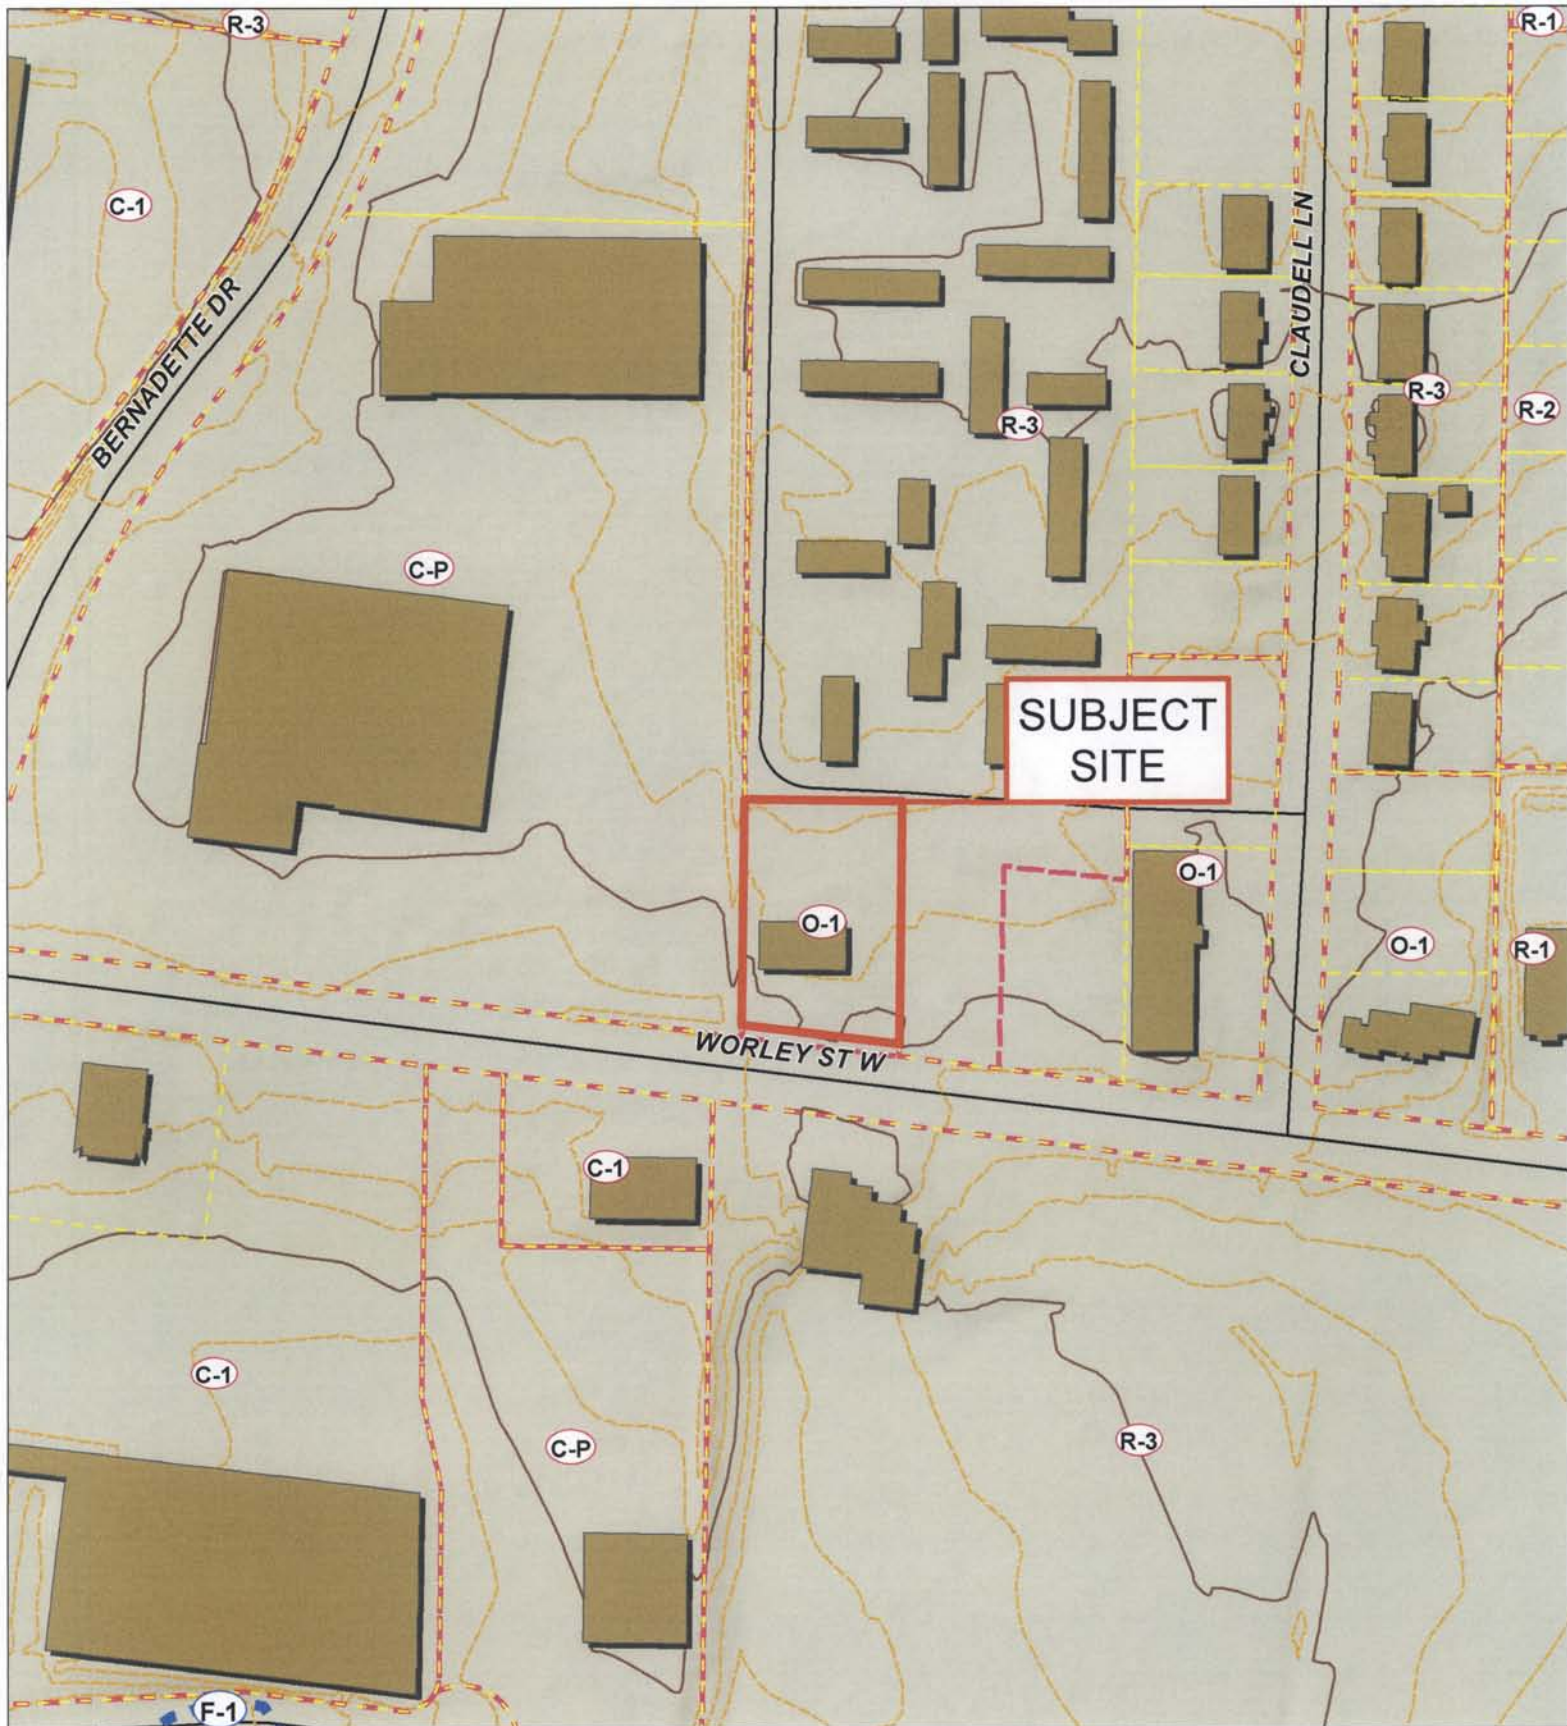 R-3
R-1
C-1
BERNADETTE DR
CLAUDELL LN
R-3
R-2
R-3
C-P
SUBJECT
SITE
O-1
O-1
O-1
R-1
WORLEY ST W
C-1
C-1
C-P
R-3
F-1